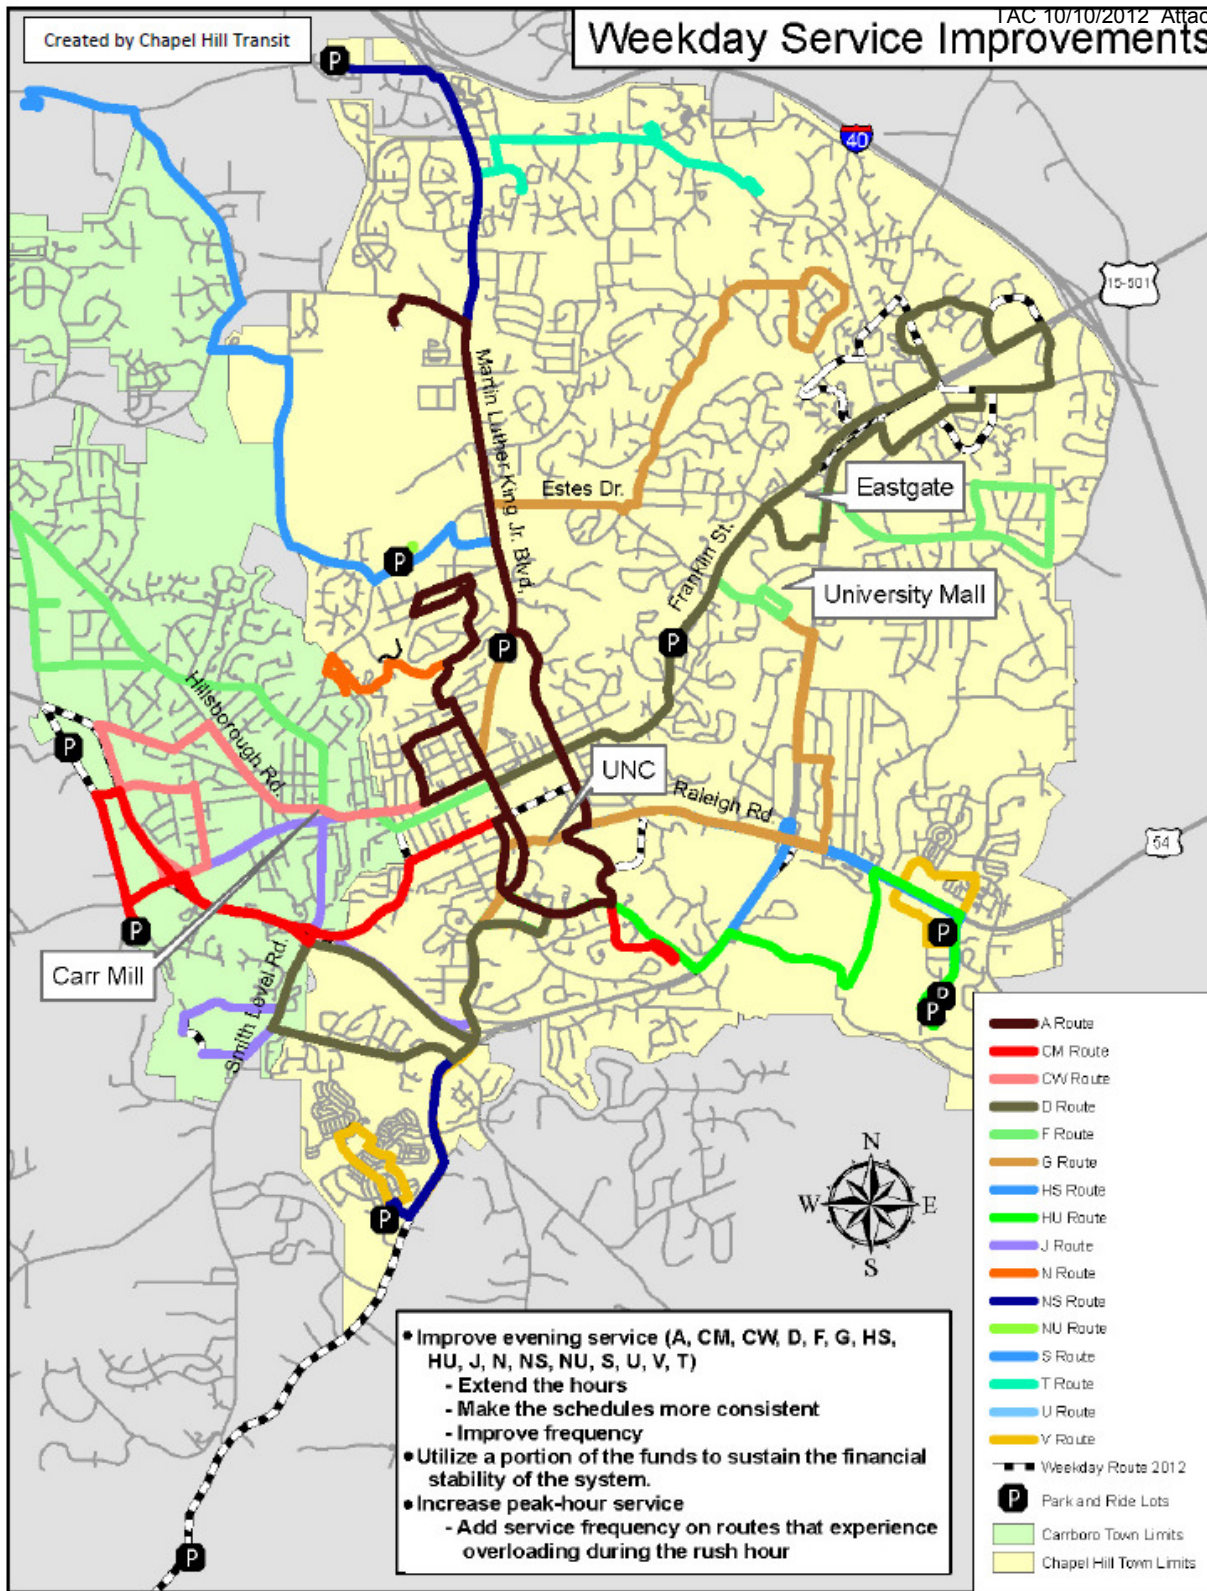 TAC 10/10/2012 Attac
Created by Chapel Hill Transit
Weekday Service Improvements
P
40
15-501
Martin Luther King Jr. Blvd.
Estes Dr.
Eastgate
Franklin St.
P
University Mall
P
P
Hillsborough Rd.
P
UNC
Raleigh Rd.
54
P
P
Carr Mill
Smith Level Rd.
P
P
A Route
CM Route
CW Route
D Route
F Route
G Route
HS Route
HU Route
J Route
N Route
NS Route
NU Route
S Route
T Route
U Route
V Route
Weekday Route 2012
P Park and Ride Lots
Carrboro Town Limits
Chapel Hill Town Limits
N
W E
S
P
• Improve evening service (A, CM, CW, D, F, G, HS,
HU, J, N, NS, NU, S, U, V, T)
- Extend the hours
- Make the schedules more consistent
- Improve frequency
• Utilize a portion of the funds to sustain the financial
stability of the system.
• Increase peak-hour service
- Add service frequency on routes that experience
overloading during the rush hour
P